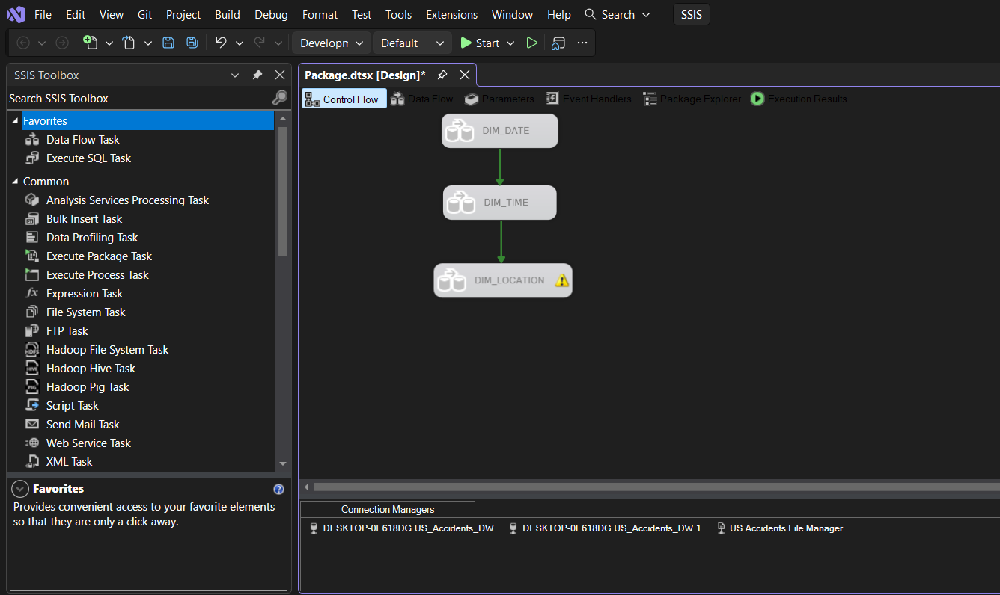 File Edit View Git Project Build Debug Format Test Tools Extensions Window Help Search SSIS
Developn Default Start
SSIS Toolbox
Search SSIS Toolbox
Favorites
Data Flow Task
Execute SQL Task
Common
Analysis Services Processing Task
Bulk Insert Task
Data Profiling Task
Execute Package Task
Execute Process Task
Expression Task
File System Task
FTP Task
Hadoop File System Task
Hadoop Hive Task
Hadoop Pig Task
Script Task
Send Mail Task
Web Service Task
XML Task
Favorites
Provides convenient access to your favorite elements
so that they are only a click away.
Package.dtsx [Design]*
Control Flow Data Flow Parameters Event Handlers Package Explorer Execution Results
DIM_DATE
DIM_TIME
DIM_LOCATION
Connection Managers
DESKTOP-0E618DG.US_Accidents_DW DESKTOP-0E618DG.US_Accidents_DW 1 US Accidents File Manager